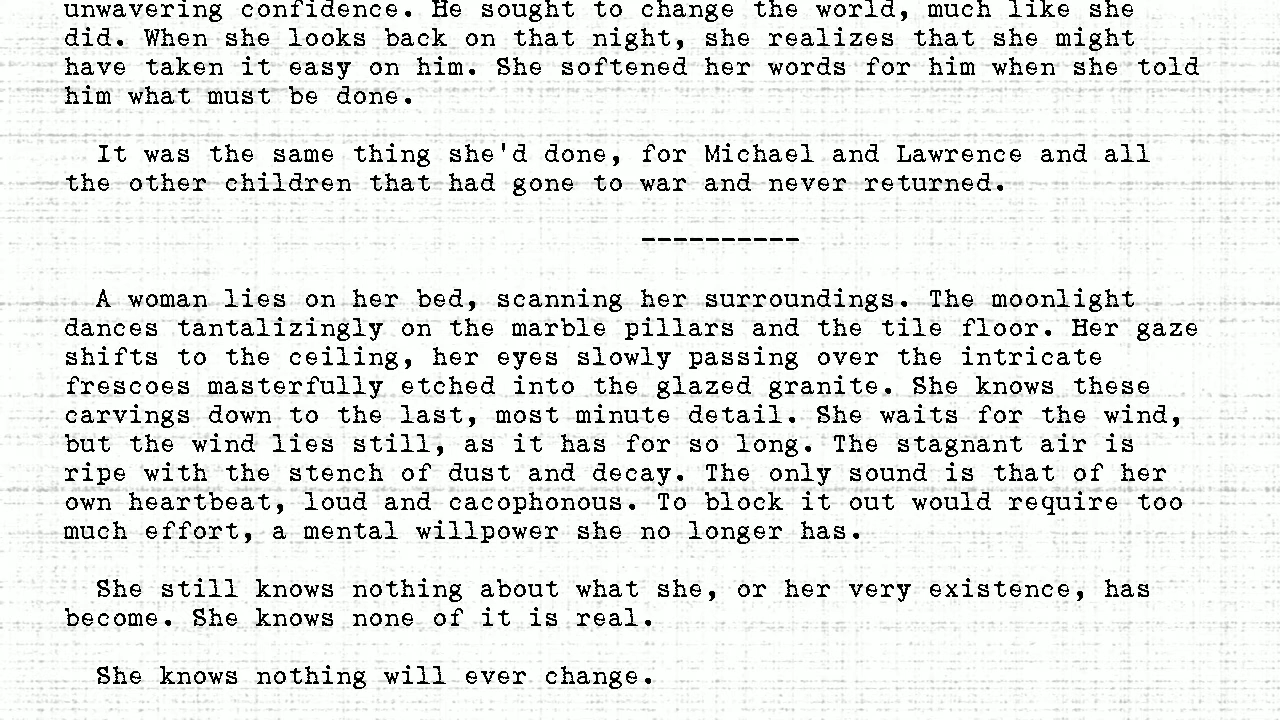 unwavering confidence. He sought to change the world, much like she
did. When she looks back on that night, she realizes that she might
have taken it easy on him. She softened her words for him when she told
him what must be done.
It was the same thing she'd done, for Michael and Lawrence and all
the other children that had gone to war and never returned.
----------
A woman lies on her bed, scanning her surroundings. The moonlight
dances tantalizingly on the marble pillars and the tile floor. Her gaze
shifts to the ceiling, her eyes slowly passing over the intricate
frescoes masterfully etched into the glazed granite. She knows these
carvings down to the last, most minute detail. She waits for the wind,
but the wind lies still, as it has for so long. The stagnant air is
ripe with the stench of dust and decay. The only sound is that of her
own heartbeat, loud and cacophonous. To block it out would require too
much effort, a mental willpower she no longer has.
She still knows nothing about what she, or her very existence, has
become. She knows none of it is real.
She knows nothing will ever change.